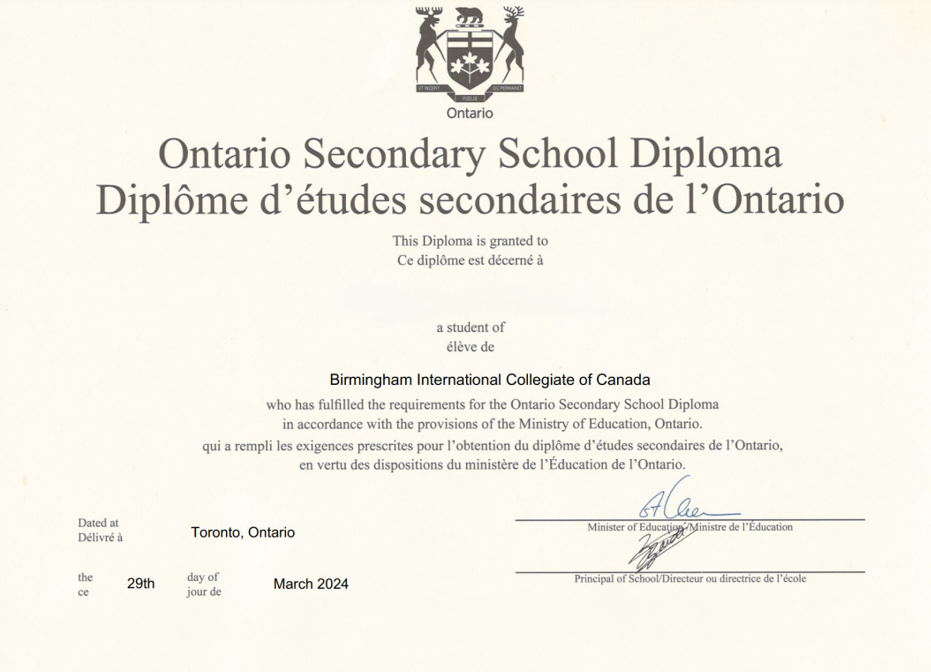 VT INCEPIT SIC PERMANET
Ontario
Ontario Secondary School Diploma
Diplôme d’études secondaires de l’Ontario
This Diploma is granted to
Ce diplôme est décerné à
a student of
élève de
Birmingham International Collegiate of Canada
who has fulfilled the requirements for the Ontario Secondary School Diploma
in accordance with the provisions of the Ministry of Education, Ontario.
qui a rempli les exigences prescrites pour l’obtention du diplôme d’études secondaires de l’Ontario,
en vertu des dispositions du ministère de l’Éducation de l’Ontario.
Dated at
Délivré à
Toronto, Ontario
Minister of Education/Ministre de l’Éducation
the
ce
29th
day of
jour de
March 2024
Principal of School/Directeur ou directrice de l’école